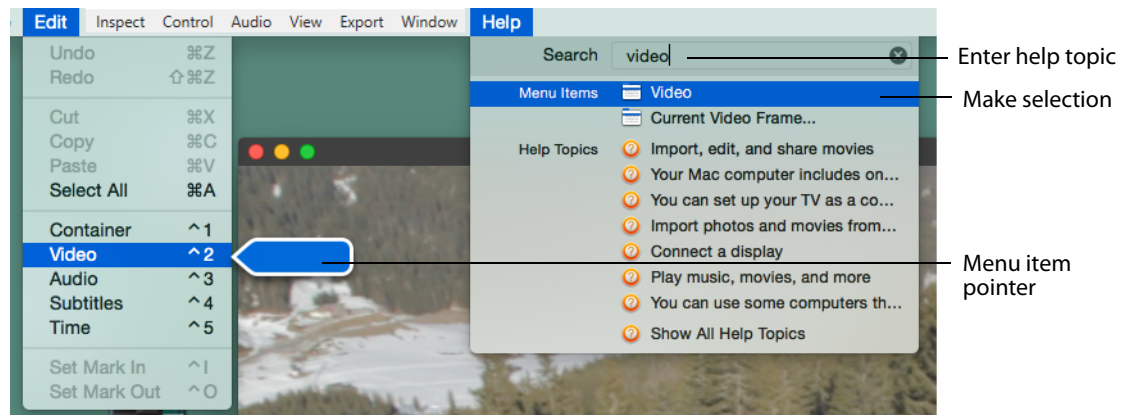 Edit Inspect Control Audio View Export Window Help
Undo ⌘Z
Redo ⇧⌘Z
Cut ⌘X
Copy ⌘C
Paste ⌘V
Select All ⌘A
Container ^1
Video ^2
Audio ^3
Subtitles ^4
Time ^5
Set Mark In ^I
Set Mark Out ^O
Search video
Menu Items Video
Current Video Frame...
Help Topics Import, edit, and share movies
Your Mac computer includes on...
You can set up your TV as a co...
Import photos and movies from...
Connect a display
Play music, movies, and more
You can use some computers th...
Show All Help Topics
Enter help topic
Make selection
Menu item
pointer